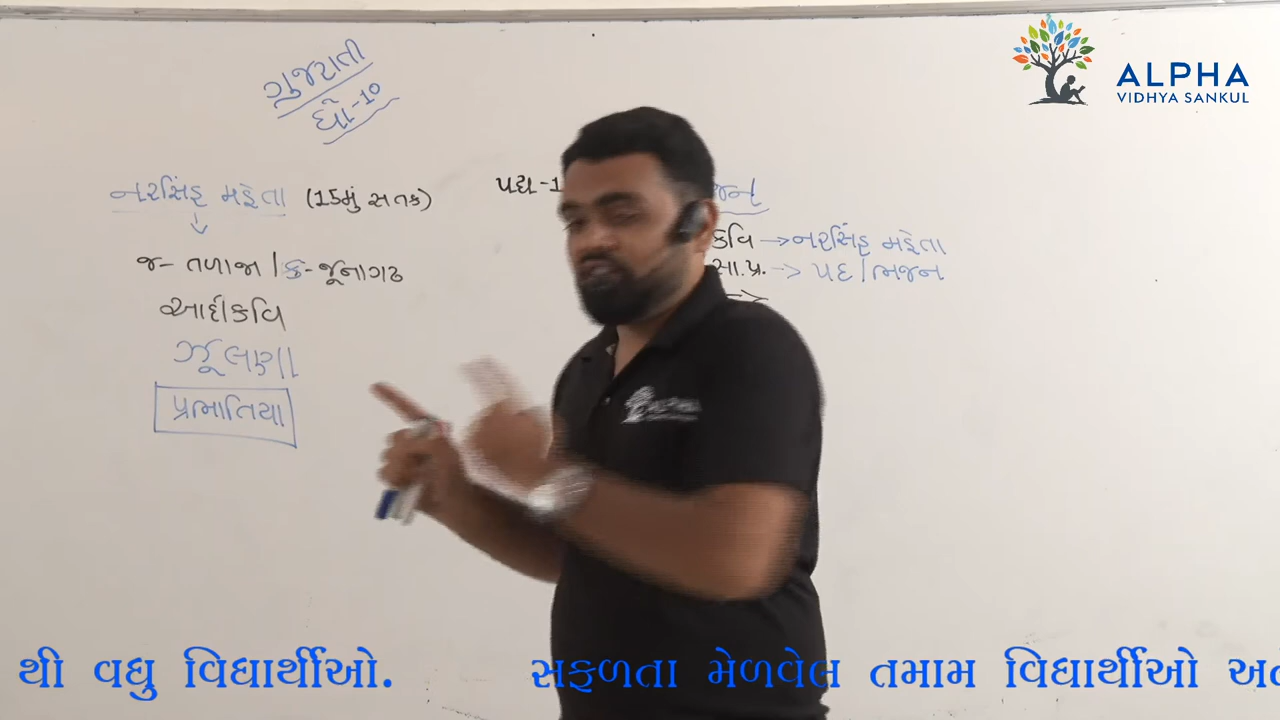 ગુજરાતી
ધો-૧૦
ALPHA
VIDHYA SANKUL
નરસિંહ મહેતા (15મું સતક)
જ- તળાજા / ક-જૂનાગઢ
આદીકવિ
ઝૂલણા
પ્રભાતિયા
પદ્ય-1
કવિ → નરસિંહ મહેતા
સા.પ્ર. → પદ / ભજન
→
ALPHA
થી વધુ વિદ્યાર્થીઓ. સફળતા મેળવેલ તમામ વિદ્યાર્થીઓ